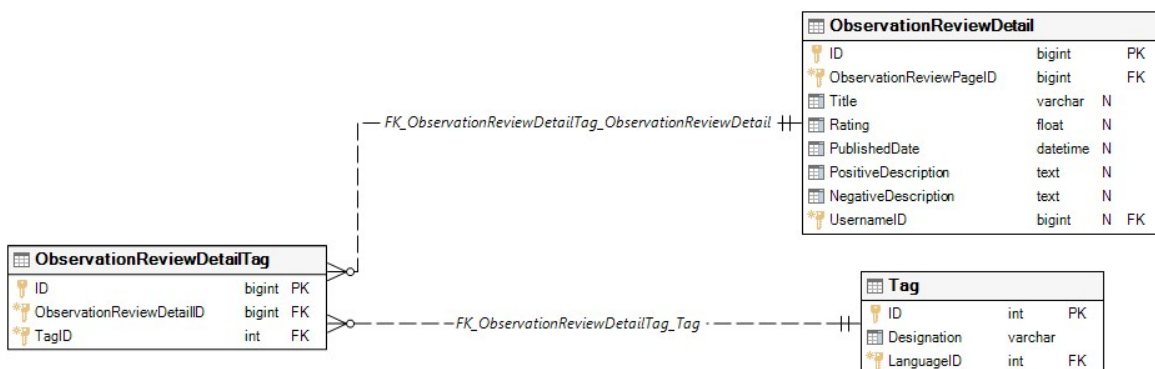 ObservationReviewDetail
ID bigint PK
ObservationReviewPageID bigint FK
Title varchar N
Rating float N
PublishedDate datetime N
PositiveDescription text N
NegativeDescription text N
UsernameID bigint N FK
FK_ObservationReviewDetailTag_ObservationReviewDetail
ObservationReviewDetailTag
ID bigint PK
ObservationReviewDetailID bigint FK
TagID int FK
FK_ObservationReviewDetailTag_Tag
Tag
ID int PK
Designation varchar
LanguageID int FK